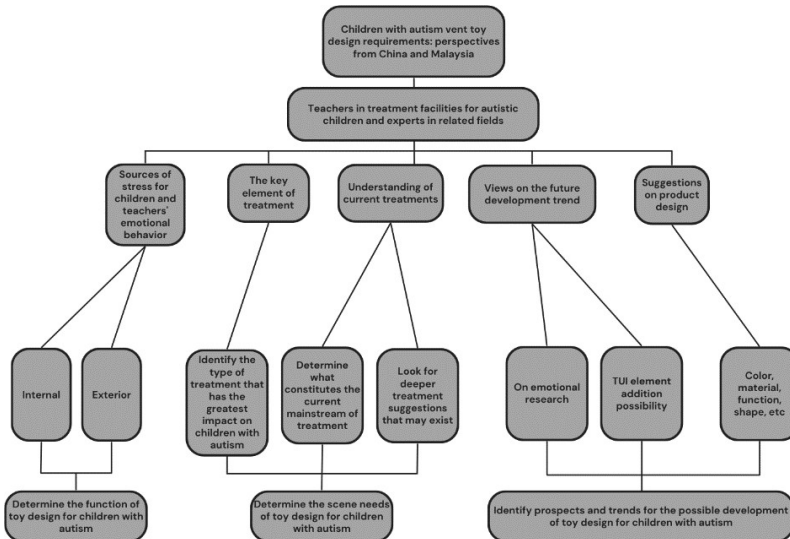 Children with autism vent toy
design requirements: perspectives
from China and Malaysia
Teachers in treatment facilities for autistic
children and experts in related fields
Sources of
stress for
children and
teachers'
emotional
behavior
The key
element of
treatment
Understanding of
current treatments
Views on the future
development trend
Suggestions
on product
design
Internal
Exterior
Identify the
type of
treatment that
has the
greatest
impact on
children with
autism
Determine
what
constitutes the
current
mainstream of
treatment
Look for
deeper
treatment
suggestions
that may exist
On emotional
research
TUI element
addition
possibility
Color,
material,
function,
shape, etc
Determine the function of
toy design for children with
autism
Determine the scene needs
of toy design for children
with autism
Identify prospects and trends for the possible development
of toy design for children with autism